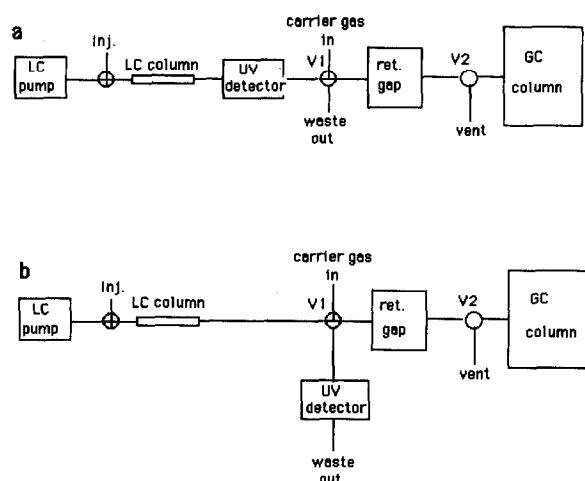 a
carrier gas
in
inj.
LC column
V1
V2
GC
column
LC
pump
UV
detector
ret.
gap
waste
out
vent
b
carrier gas
in
inj.
LC column
V1
V2
GC
column
LC
pump
ret.
gap
vent
UV
detector
waste
out